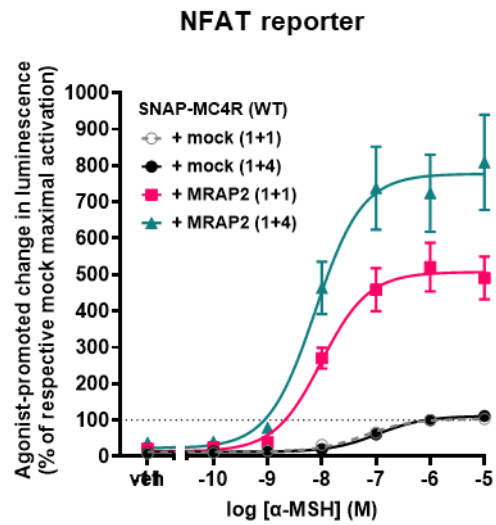 NFAT reporter
Agonist-promoted change in luminescence
(% of respective mock maximal activation)
1000
900
800
700
600
500
400
300
200
100
0
SNAP-MC4R (WT)
+ mock (1+1)
+ mock (1+4)
+ MRAP2 (1+1)
+ MRAP2 (1+4)
veh
-10
-9
-8
-7
-6
-5
log [α-MSH] (M)